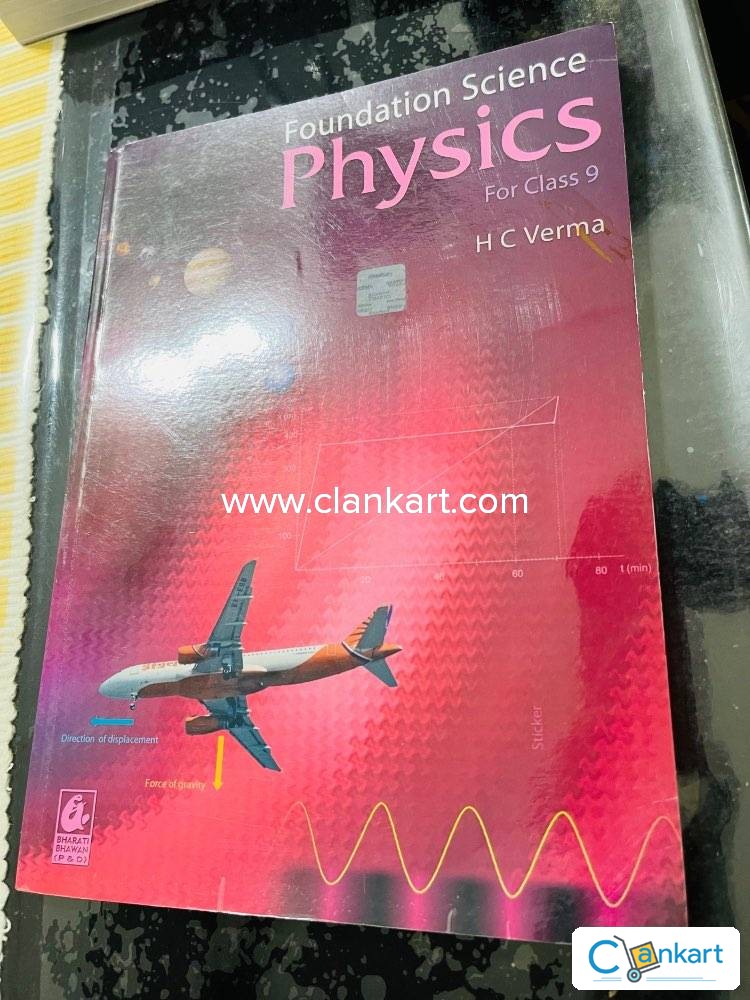 Foundation Science
Physics
For Class 9
H C Verma
www.clankart.com
100
20
40
60
80
t (min)
Direction of displacement
Force of gravity
Sticker
BHARATI
BHAWAN
(P & D)
Clankart